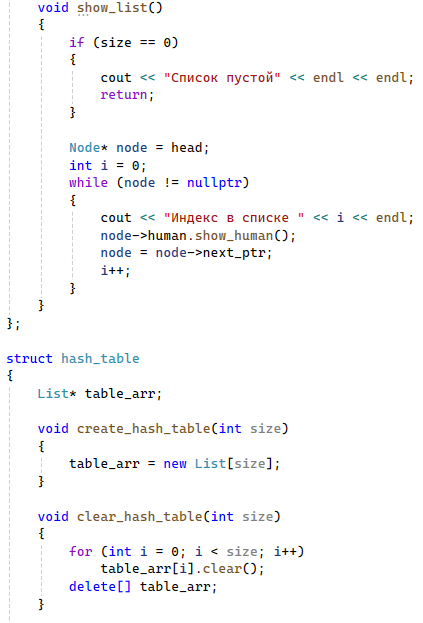 void show_list()
    {
        if (size == 0)
        {
            cout << "Список пустой" << endl << endl;
            return;
        }

        Node* node = head;
        int i = 0;
        while (node != nullptr)
        {
            cout << "Индекс в списке " << i << endl;
            node->human.show_human();
            node = node->next_ptr;
            i++;
        }
    }
};

struct hash_table
{
    List* table_arr;

    void create_hash_table(int size)
    {
        table_arr = new List[size];
    }

    void clear_hash_table(int size)
    {
        for (int i = 0; i < size; i++)
            table_arr[i].clear();
        delete[] table_arr;
    }